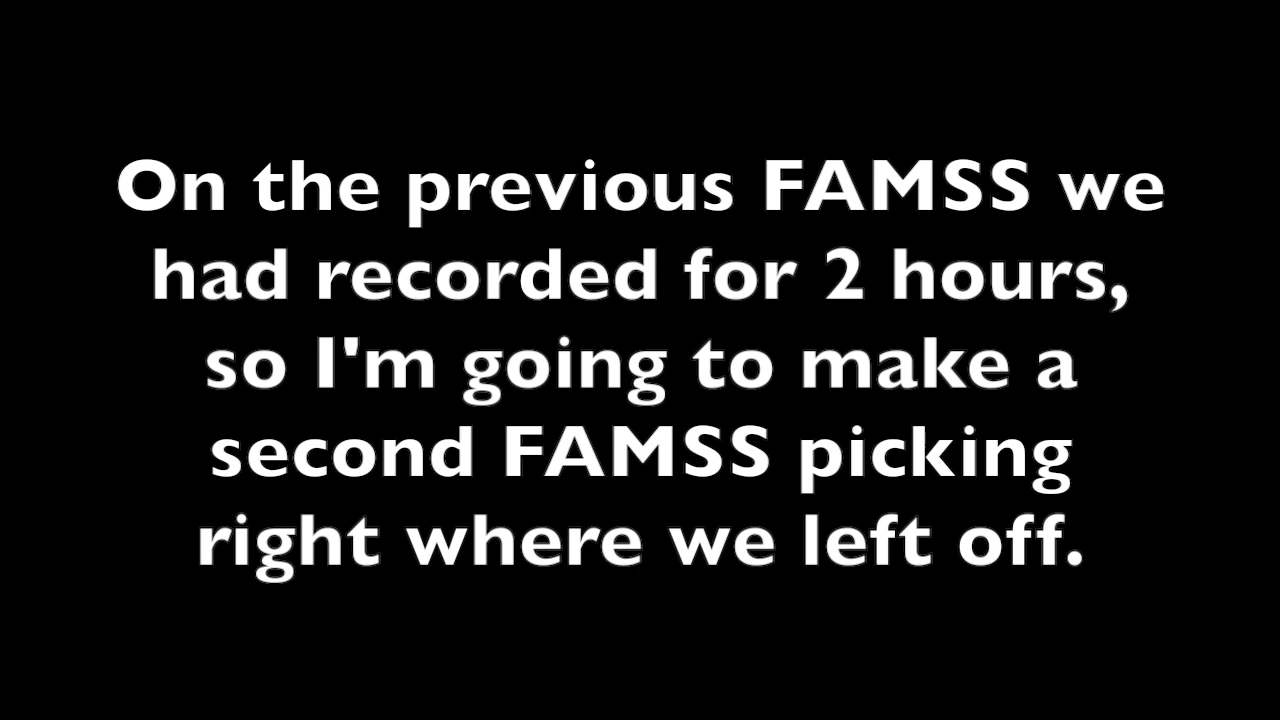 On the previous FAMSS we
had recorded for 2 hours,
so I'm going to make a
second FAMSS picking
right where we left off.